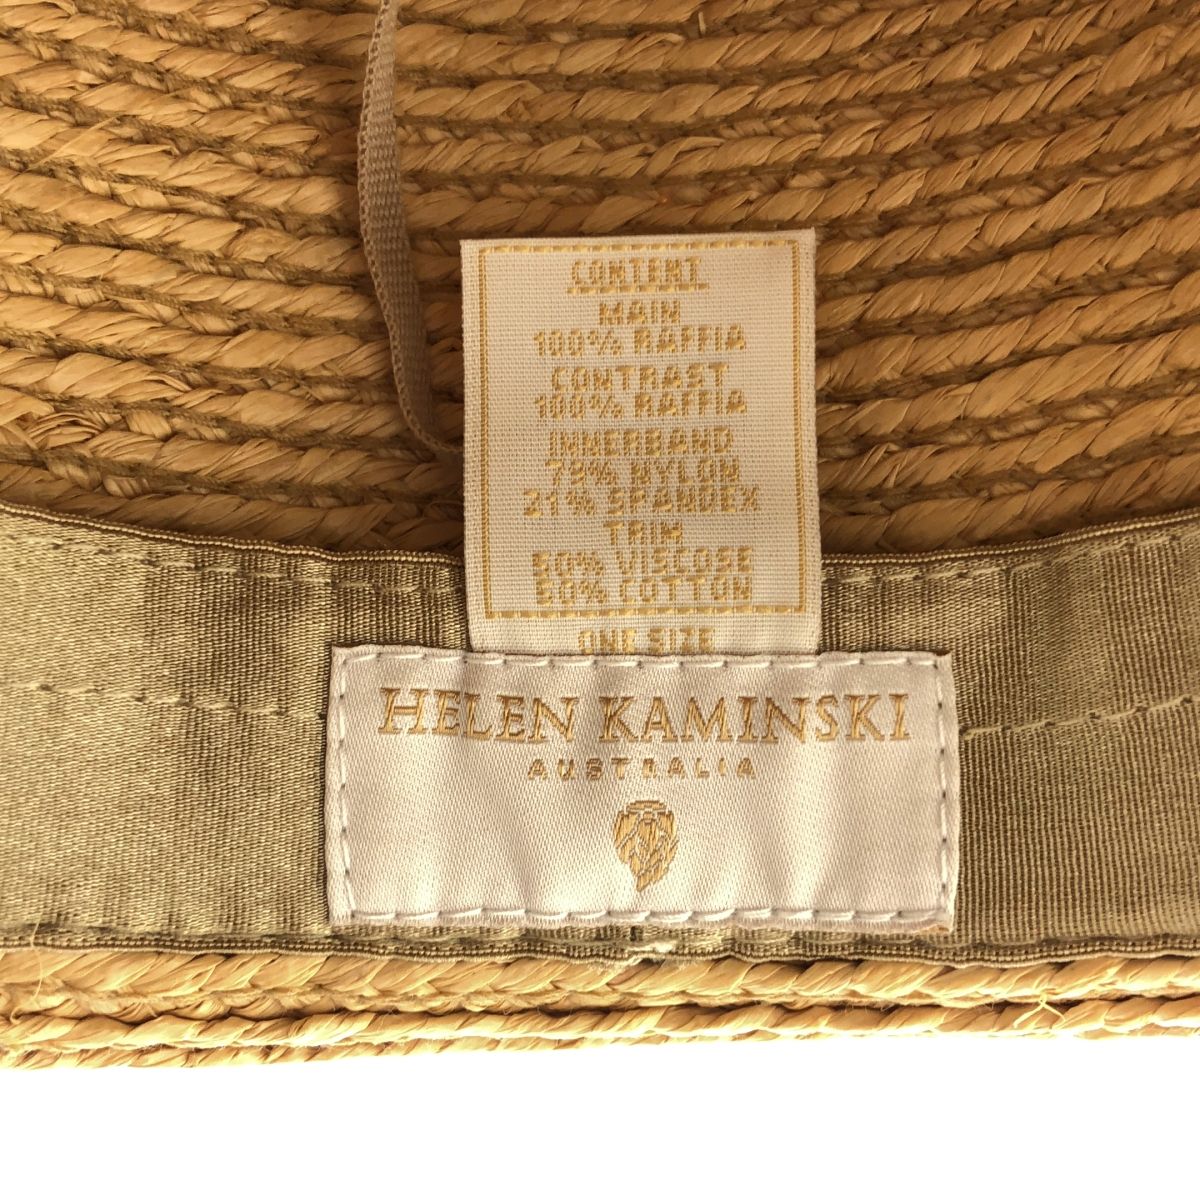 CONTENT
MAIN
100% RAFFIA
CONTRAST
100% RAFFIA
INNERBAND
79% NYLON
21% SPANDEX
TRIM
50% VISCOSE
50% COTTON
ONE SIZE
HELEN KAMINSKI
AUSTRALIA